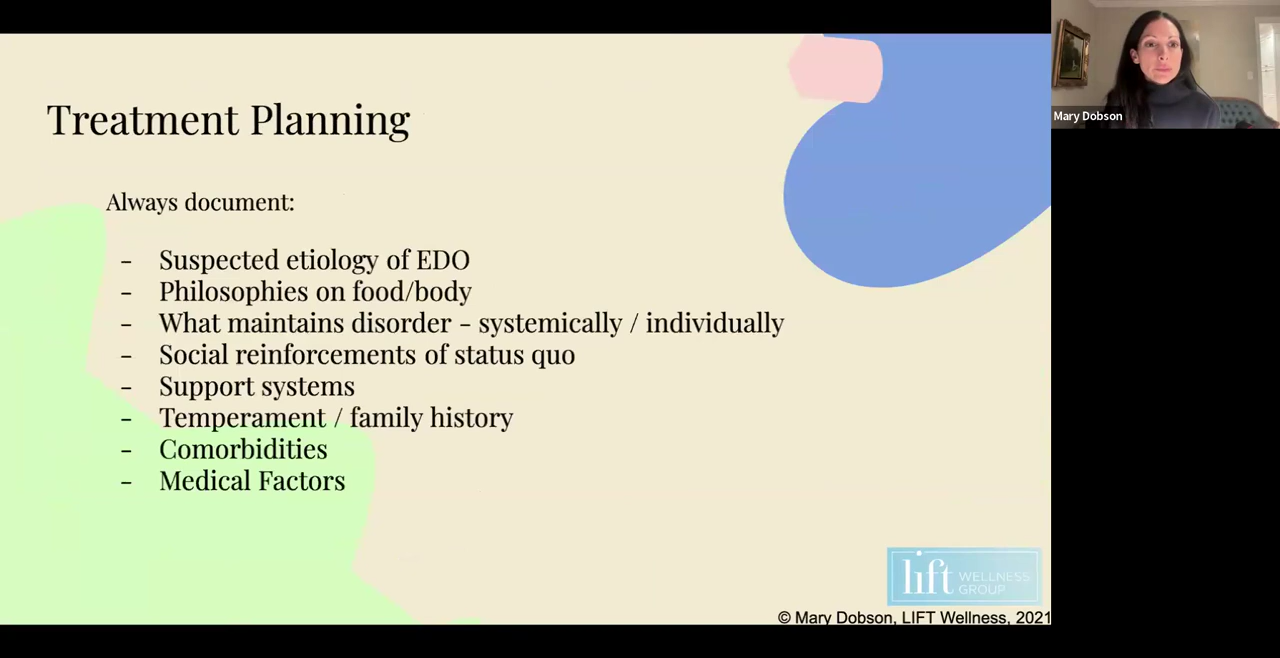 Treatment Planning
Always document:
- Suspected etiology of EDO
- Philosophies on food/body
- What maintains disorder - systemically / individually
- Social reinforcements of status quo
- Support systems
- Temperament / family history
- Comorbidities
- Medical Factors
lift WELLNESS
GROUP
© Mary Dobson, LIFT Wellness, 2021
Mary Dobson